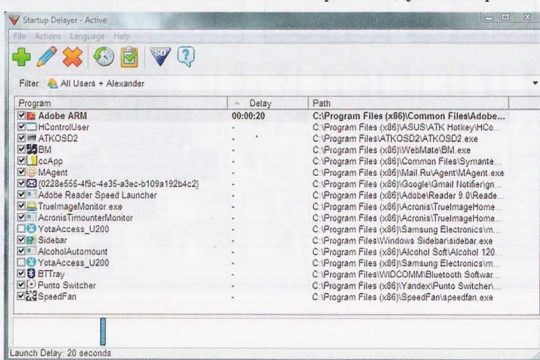 Startup Delayer - Active
File Actions Language Help
Filter: All Users + Alexander
Program Delay Path
Adobe ARM 00:00:20 C:\Program Files (x86)\Common Files\Adobe...
HControlUser - C:\Program Files (x86)\ASUS\ATK Hotkey\HCo...
ATKOSD2 - C:\Program Files (x86)\ATKOSD2\ATKOSD2.exe
BM - C:\Program Files (x86)\WebMate\BM.exe
ccApp - C:\Program Files (x86)\Common Files\Symante...
MAgent - C:\Program Files (x86)\Mail.Ru\Agent\MAgent.exe
{0228e555-4f9c-4e35-a3ec-b109a192b4c2} - C:\Program Files (x86)\Google\Gmail Notifier\gn...
Adobe Reader Speed Launcher - C:\Program Files (x86)\Adobe\Reader 9.0\Reade...
TrueImageMonitor.exe - C:\Program Files (x86)\Acronis\TrueImageHome...
AcronisTimounterMonitor - C:\Program Files (x86)\Acronis\TrueImageHome...
YotaAccess_U200 - C:\Program Files (x86)\Samsung Electronics\m...
Sidebar - C:\Program Files\Windows Sidebar\sidebar.exe
AlcoholAutomount - C:\Program Files (x86)\Alcohol Soft\Alcohol 120...
YotaAccess_U200 - C:\Program Files (x86)\Samsung Electronics\m...
BTTray - C:\Program Files\WIDCOMM\Bluetooth Softwar...
Punto Switcher - C:\Program Files (x86)\Yandex\Punto Switcher\...
SpeedFan - C:\Program Files (x86)\SpeedFan\speedfan.exe
Launch Delay: 20 seconds